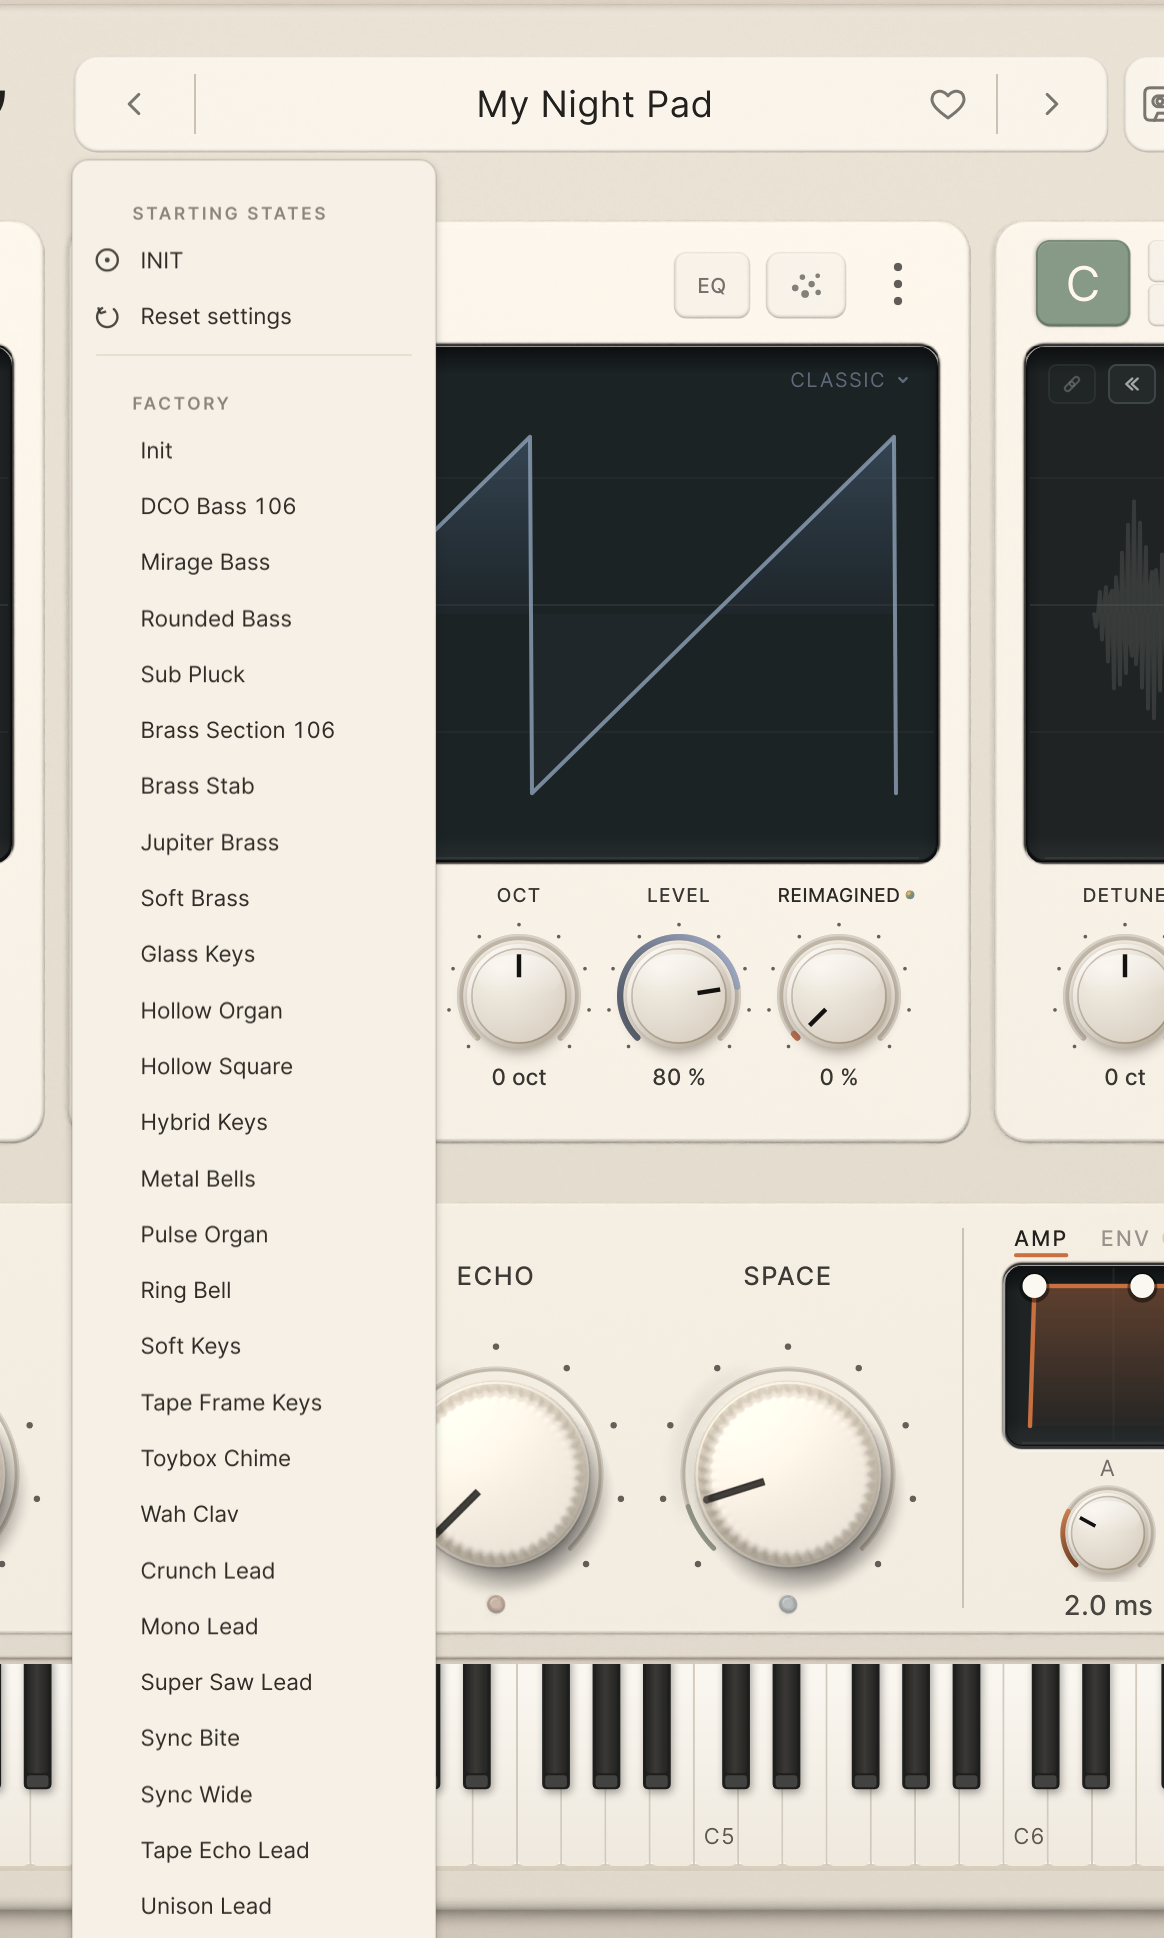 My Night Pad
STARTING STATES
INIT
Reset settings
FACTORY
Init
DCO Bass 106
Mirage Bass
Rounded Bass
Sub Pluck
Brass Section 106
Brass Stab
Jupiter Brass
Soft Brass
Glass Keys
Hollow Organ
Hollow Square
Hybrid Keys
Metal Bells
Pulse Organ
Ring Bell
Soft Keys
Tape Frame Keys
Toybox Chime
Wah Clav
Crunch Lead
Mono Lead
Super Saw Lead
Sync Bite
Sync Wide
Tape Echo Lead
Unison Lead
EQ
CLASSIC
OCT LEVEL REIMAGINED
0 oct 80 % 0 %
C
DETUNE
0 ct
ECHO SPACE
AMP ENV
A
2.0 ms
C5 C6